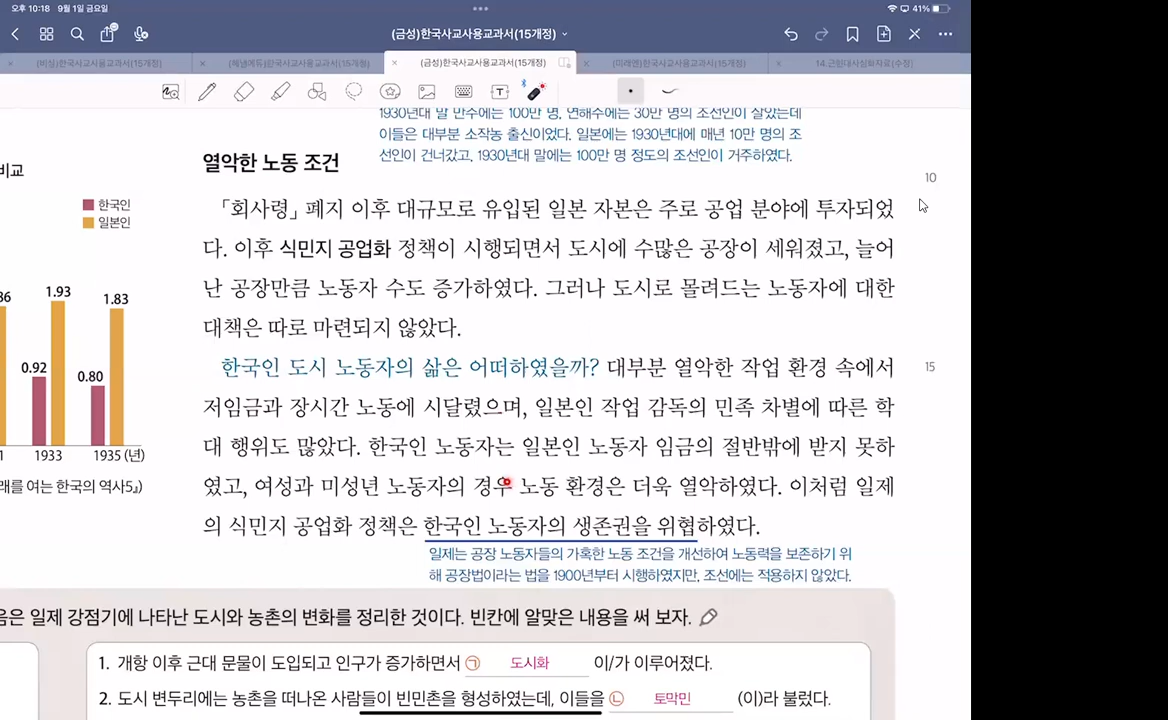 오후 10:18 9월 1일 금요일
41%
(금성)한국사교사용교과서(15개정)
(비상)한국사교사용교과서(15개정)
(해냄에듀)한국사교사용교과서(15개정)
(금성)한국사교사용교과서(15개정)
(미래엔)한국사교사용교과서(15개정)
14.근현대사심화자료(수정)
1930년대 말 만주에는 100만 명, 연해주에는 30만 명의 조선인이 살았는데
이들은 대부분 소작농 출신이었다. 일본에는 1930년대에 매년 10만 명의 조
선인이 건너갔고, 1930년대 말에는 100만 명 정도의 조선인이 거주하였다.
열악한 노동 조건
10
「회사령」 폐지 이후 대규모로 유입된 일본 자본은 주로 공업 분야에 투자되었
다. 이후 식민지 공업화 정책이 시행되면서 도시에 수많은 공장이 세워졌고, 늘어
난 공장만큼 노동자 수도 증가하였다. 그러나 도시로 몰려드는 노동자에 대한
대책은 따로 마련되지 않았다.
한국인 도시 노동자의 삶은 어떠하였을까? 대부분 열악한 작업 환경 속에서
15
저임금과 장시간 노동에 시달렸으며, 일본인 작업 감독의 민족 차별에 따른 학
대 행위도 많았다. 한국인 노동자는 일본인 노동자 임금의 절반밖에 받지 못하
였고, 여성과 미성년 노동자의 경우 노동 환경은 더욱 열악하였다. 이처럼 일제
의 식민지 공업화 정책은 한국인 노동자의 생존권을 위협하였다.
일제는 공장 노동자들의 가혹한 노동 조건을 개선하여 노동력을 보존하기 위
해 공장법이라는 법을 1900년부터 시행하였지만, 조선에는 적용하지 않았다.
비교
한국인
일본인
36
1.93
1.83
0.92
0.80
1 1933 1935 (년)
래를 여는 한국의 역사5』)
음은 일제 강점기에 나타난 도시와 농촌의 변화를 정리한 것이다. 빈칸에 알맞은 내용을 써 보자.
1. 개항 이후 근대 문물이 도입되고 인구가 증가하면서 ㉠ 도시화 이/가 이루어졌다.
2. 도시 변두리에는 농촌을 떠나온 사람들이 빈민촌을 형성하였는데, 이들을 ㉡ 토막민 (이)라 불렀다.